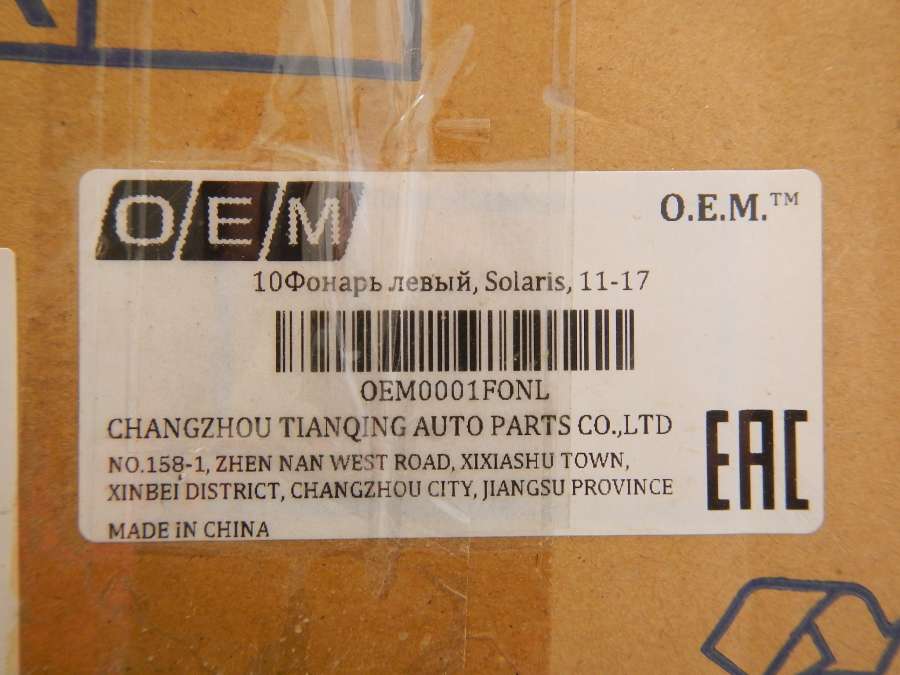 O/E/M
O.E.M.™
10Фонарь левый, Solaris, 11-17
OEM0001FONL
CHANGZHOU TIANQING AUTO PARTS CO.,LTD
NO.158-1, ZHEN NAN WEST ROAD, XIXIASHU TOWN,
XINBEI DISTRICT, CHANGZHOU CITY, JIANGSU PROVINCE
EAC
MADE iN CHINA